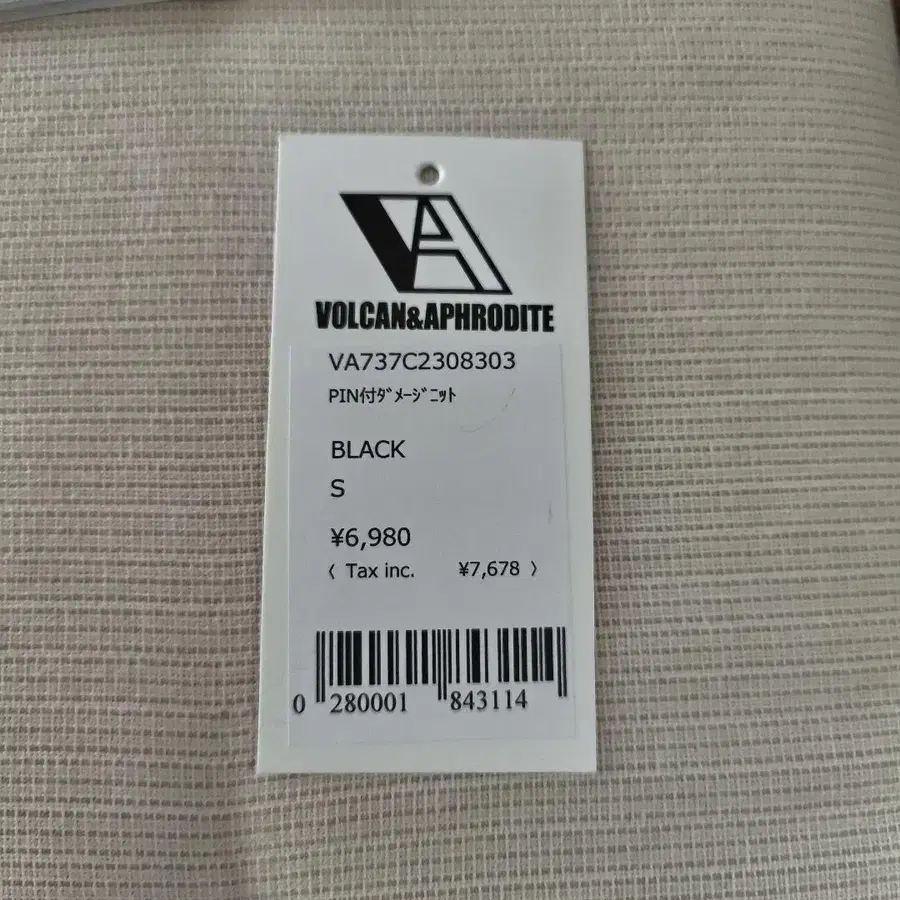 VA
VOLCAN&APHRODITE
VA737C2308303
PIN付ﾀﾞﾒｰｼﾞﾆｯﾄ
BLACK
S
¥6,980
〈 Tax inc. ¥7,678 〉
0 280001 843114